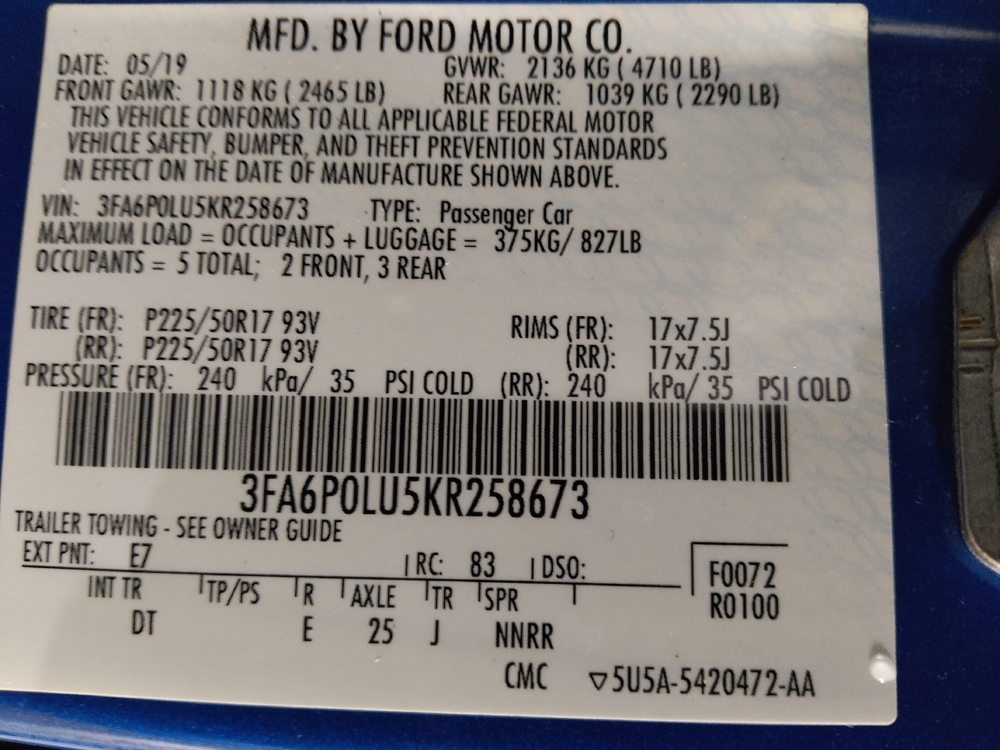 MFD. BY FORD MOTOR CO.
DATE: 05/19 GVWR: 2136 KG ( 4710 LB)
FRONT GAWR: 1118 KG ( 2465 LB) REAR GAWR: 1039 KG ( 2290 LB)
THIS VEHICLE CONFORMS TO ALL APPLICABLE FEDERAL MOTOR
VEHICLE SAFETY, BUMPER, AND THEFT PREVENTION STANDARDS
IN EFFECT ON THE DATE OF MANUFACTURE SHOWN ABOVE.
VIN: 3FA6P0LU5KR258673 TYPE: Passenger Car
MAXIMUM LOAD = OCCUPANTS + LUGGAGE = 375KG/ 827LB
OCCUPANTS = 5 TOTAL; 2 FRONT, 3 REAR
TIRE (FR): P225/50R17 93V RIMS (FR): 17x7.5J
(RR): P225/50R17 93V (RR): 17x7.5J
PRESSURE (FR): 240 kPa/ 35 PSI COLD (RR): 240 kPa/ 35 PSI COLD
3FA6P0LU5KR258673
TRAILER TOWING - SEE OWNER GUIDE
EXT PNT: E7 RC: 83 DSO: F0072
INT TR TP/PS R AXLE TR SPR R0100
DT E 25 J NNRR
CMC ▽5U5A-5420472-AA